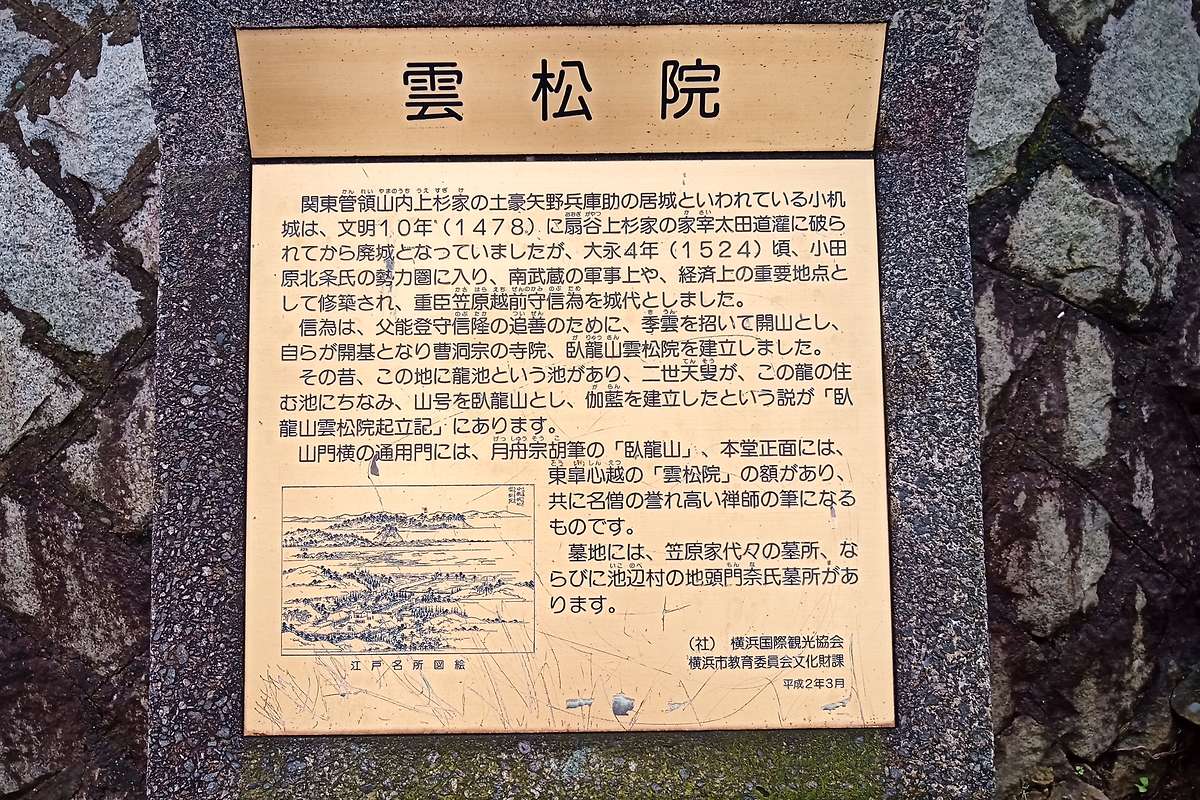 雲松院
関東管領山内上杉家の土豪矢野兵庫助の居城といわれている小机
城は、文明10年(1478)に扇谷上杉家の家宰太田道灌に破ら
れてから廃城となっていましたが、大永4年(1524)頃、小田
原北条氏の勢力圏に入り、南武蔵の軍事上や、経済上の重要地点と
して修築され、重臣笠原越前守信為を城代としました。
信為は、父能登守信隆の追善のために、季雲を招いて開山とし、
自らが開基となり曹洞宗の寺院、臥龍山雲松院を建立しました。
その昔、この地に龍池という池があり、二世天叟が、この龍の住
む池にちなみ、山号を臥龍山とし、伽藍を建立したという説が「臥
龍山雲松院起立記」にあります。
山門横の通用門には、月舟宗胡筆の「臥龍山」、本堂正面には、
東皐心越の「雲松院」の額があり、
共に名僧の誉れ高い禅師の筆になる
ものです。
墓地には、笠原家代々の墓所、な
らびに池辺村の地頭門奈氏墓所があ
ります。
江戸名所図絵
(社) 横浜国際観光協会
横浜市教育委員会文化財課
平成2年3月